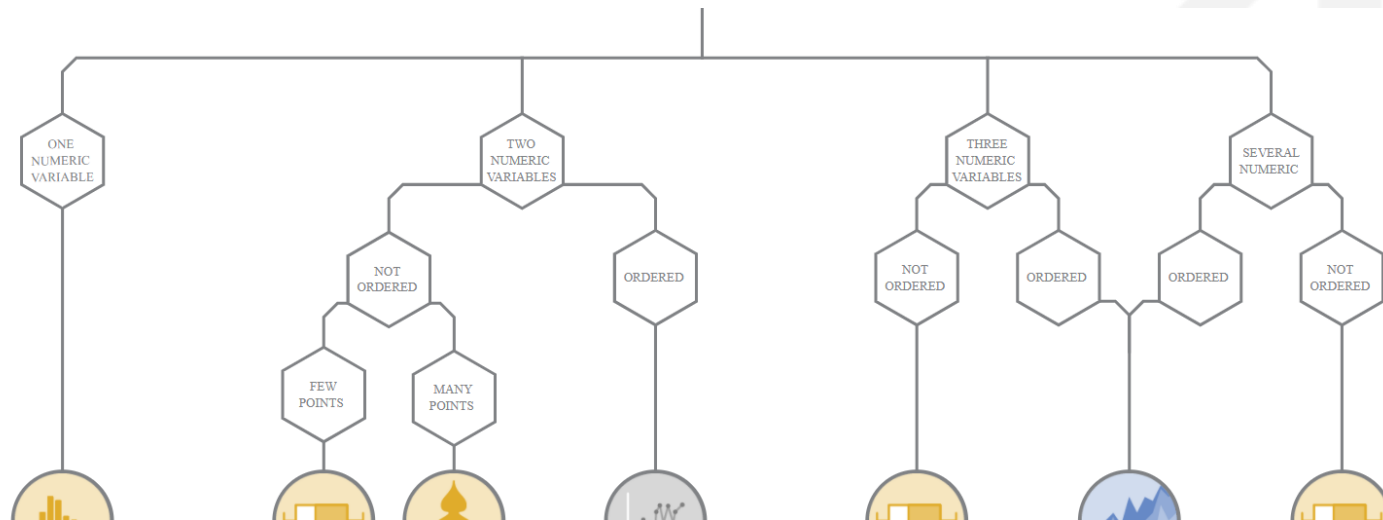 ONE
NUMERIC
VARIABLE
TWO
NUMERIC
VARIABLES
THREE
NUMERIC
VARIABLES
SEVERAL
NUMERIC
NOT
ORDERED
ORDERED
NOT
ORDERED
ORDERED
ORDERED
NOT
ORDERED
FEW
POINTS
MANY
POINTS